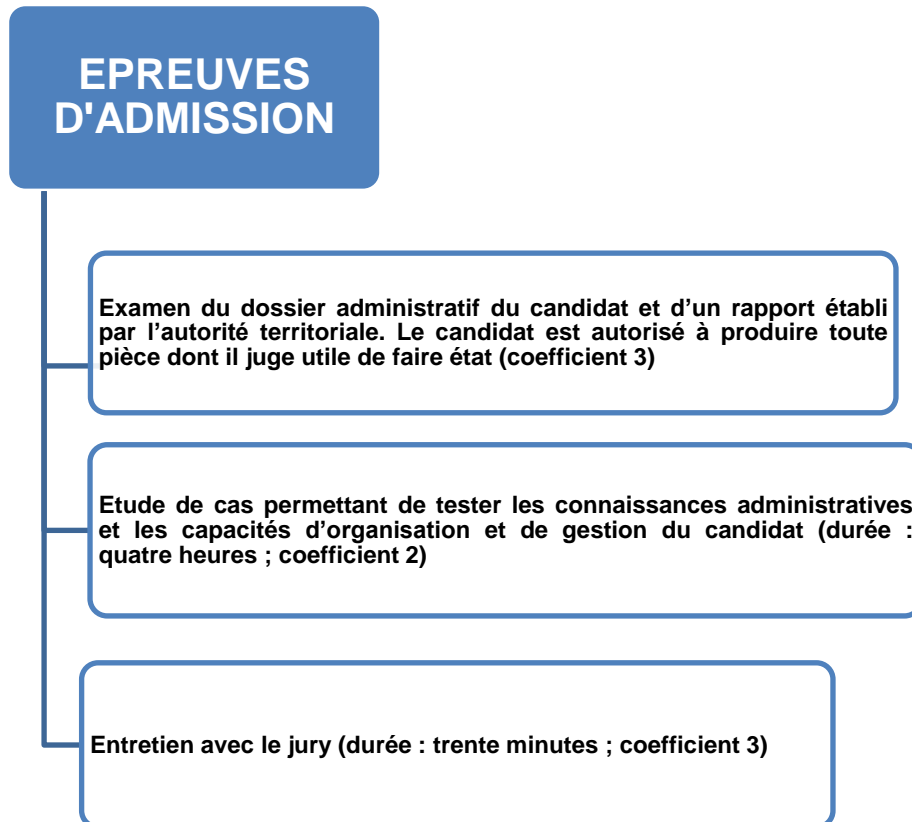 EPREUVES
D'ADMISSION
Examen du dossier administratif du candidat et d’un rapport établi
par l’autorité territoriale. Le candidat est autorisé à produire toute
pièce dont il juge utile de faire état (coefficient 3)
Etude de cas permettant de tester les connaissances administratives
et les capacités d’organisation et de gestion du candidat (durée :
quatre heures ; coefficient 2)
Entretien avec le jury (durée : trente minutes ; coefficient 3)